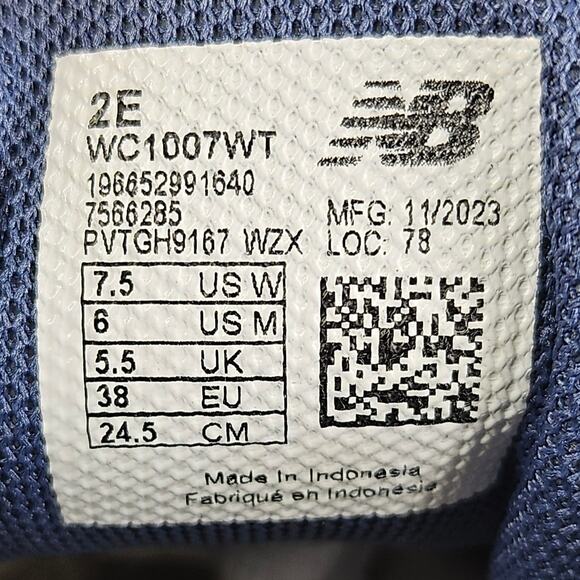 2E
WC1007WT
196652991640
7566285
PVTGH9167 WZX
MFG: 11/2023
LOC: 78
7.5 US W
6 US M
5.5 UK
38 EU
24.5 CM
Made In Indonesia
Fabriqué en Indonésie